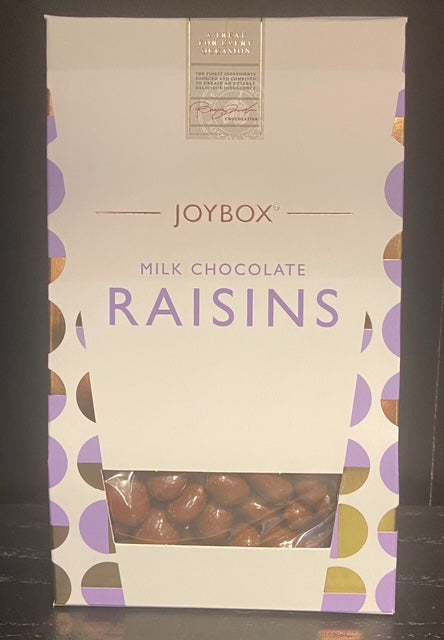 A TREAT
FOR EVERY
OCCASION
THE FINEST INGREDIENTS
SOURCED AND COMBINED
TO CREATE AN UTTERLY
DELICIOUS INDULGENCE
CHOCOLATIER
JOYBOX
MILK CHOCOLATE
RAISINS